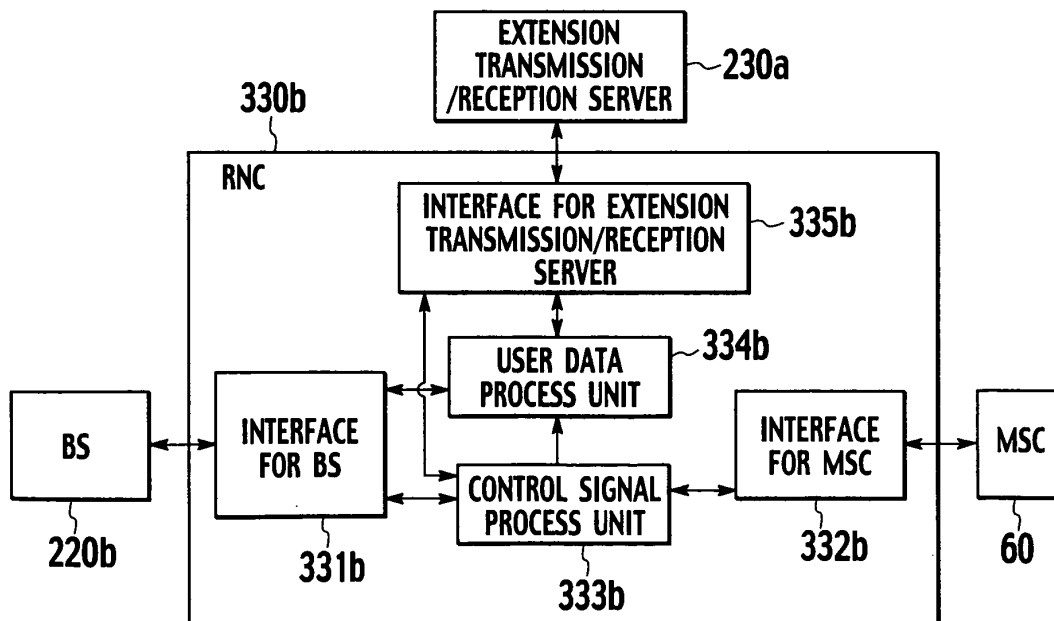 EXTENSION
TRANSMISSION
/RECEPTION SERVER
230a
330b
RNC
INTERFACE FOR EXTENSION
TRANSMISSION/RECEPTION
SERVER
335b
USER DATA
PROCESS UNIT
334b
BS
220b
INTERFACE
FOR BS
331b
CONTROL SIGNAL
PROCESS UNIT
333b
INTERFACE
FOR MSC
332b
MSC
60